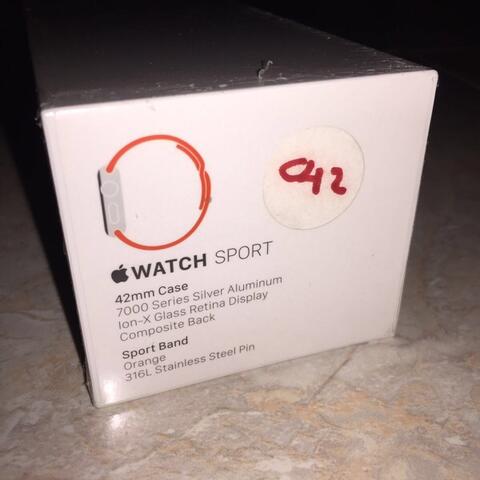 042
WATCH SPORT
42mm Case
7000 Series Silver Aluminum
Ion-X Glass Retina Display
Composite Back
Sport Band
Orange
316L Stainless Steel Pin